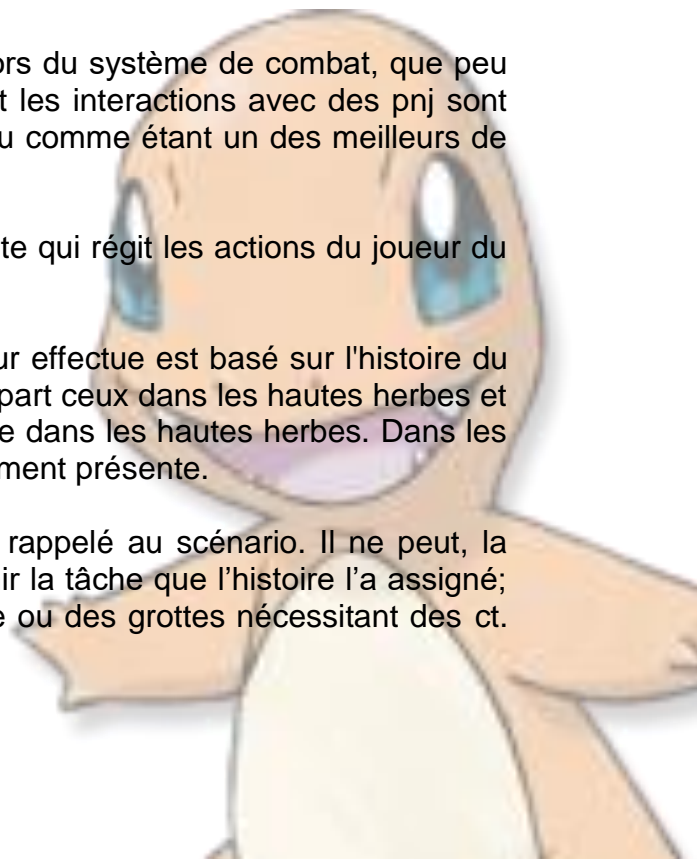 ors du système de combat, que peu
t les interactions avec des pnj sont
u comme étant un des meilleurs de
te qui régit les actions du joueur du
ur effectue est basé sur l'histoire du
part ceux dans les hautes herbes et
e dans les hautes herbes. Dans les
ment présente.
rappelé au scénario. Il ne peut, la
ir la tâche que l’histoire l’a assigné;
e ou des grottes nécessitant des ct.